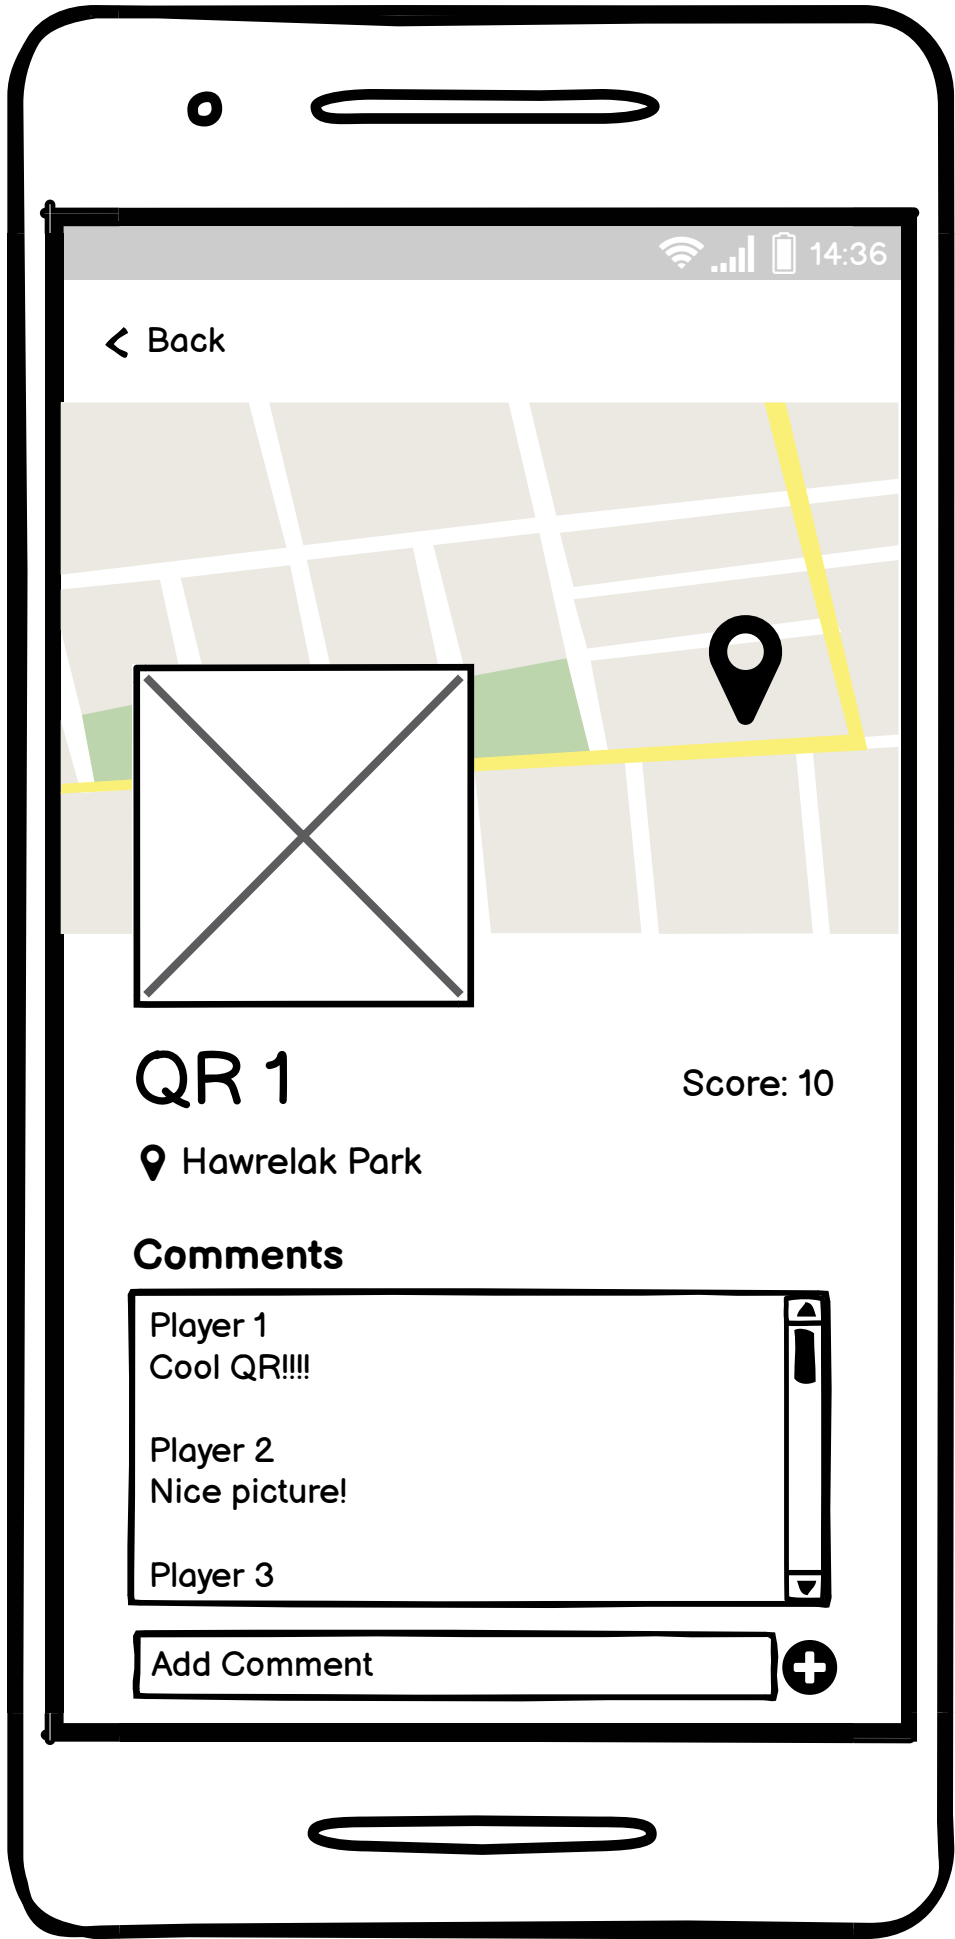 14:36
Back
QR 1
Score: 10
Hawrelak Park
Comments
Player 1
Cool QR!!!!
Player 2
Nice picture!
Player 3
Add Comment